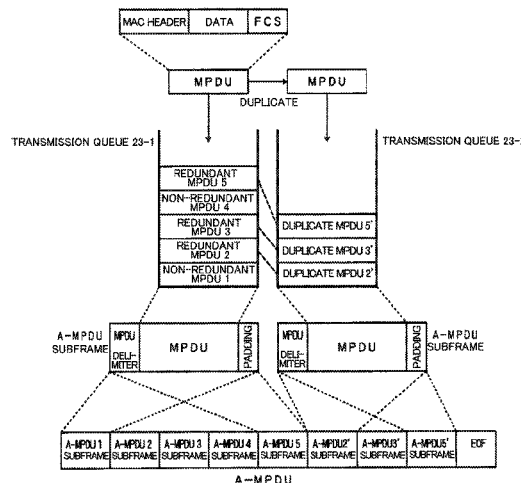 MAC HEADER DATA FCS
MPDU MPDU
DUPLICATE
TRANSMISSION QUEUE 23-1 TRANSMISSION QUEUE 23-
REDUNDANT
MPDU 5
NON-REDUNDANT
MPDU 4
REDUNDANT
MPDU 3
REDUNDANT
MPDU 2
NON-REDUNDANT
MPDU 1
DUPLICATE MPDU 5'
DUPLICATE MPDU 3'
DUPLICATE MPDU 2'
A-MPDU
SUBFRAME
MPDU
DELI-
MITER
MPDU
PADDING
MPDU
DELI-
MITER
MPDU
PADDING
A-MPDU
SUBFRAME
A-MPDU 1
SUBFRAME
A-MPDU 2
SUBFRAME
A-MPDU 3
SUBFRAME
A-MPDU 4
SUBFRAME
A-MPDU 5
SUBFRAME
A-MPDU2'
SUBFRAME
A-MPDU3'
SUBFRAME
A-MPDU5'
SUBFRAME
EOF
A-MPDU